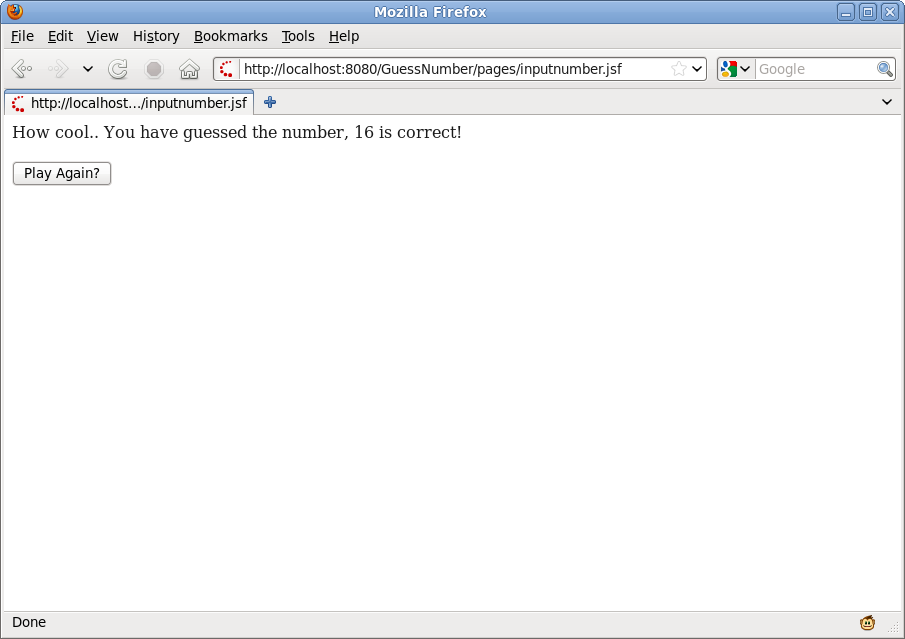 Mozilla Firefox
File Edit View History Bookmarks Tools Help
http://localhost:8080/GuessNumber/pages/inputnumber.jsf Google
http://localhost.../inputnumber.jsf
How cool.. You have guessed the number, 16 is correct!
Play Again?
Done